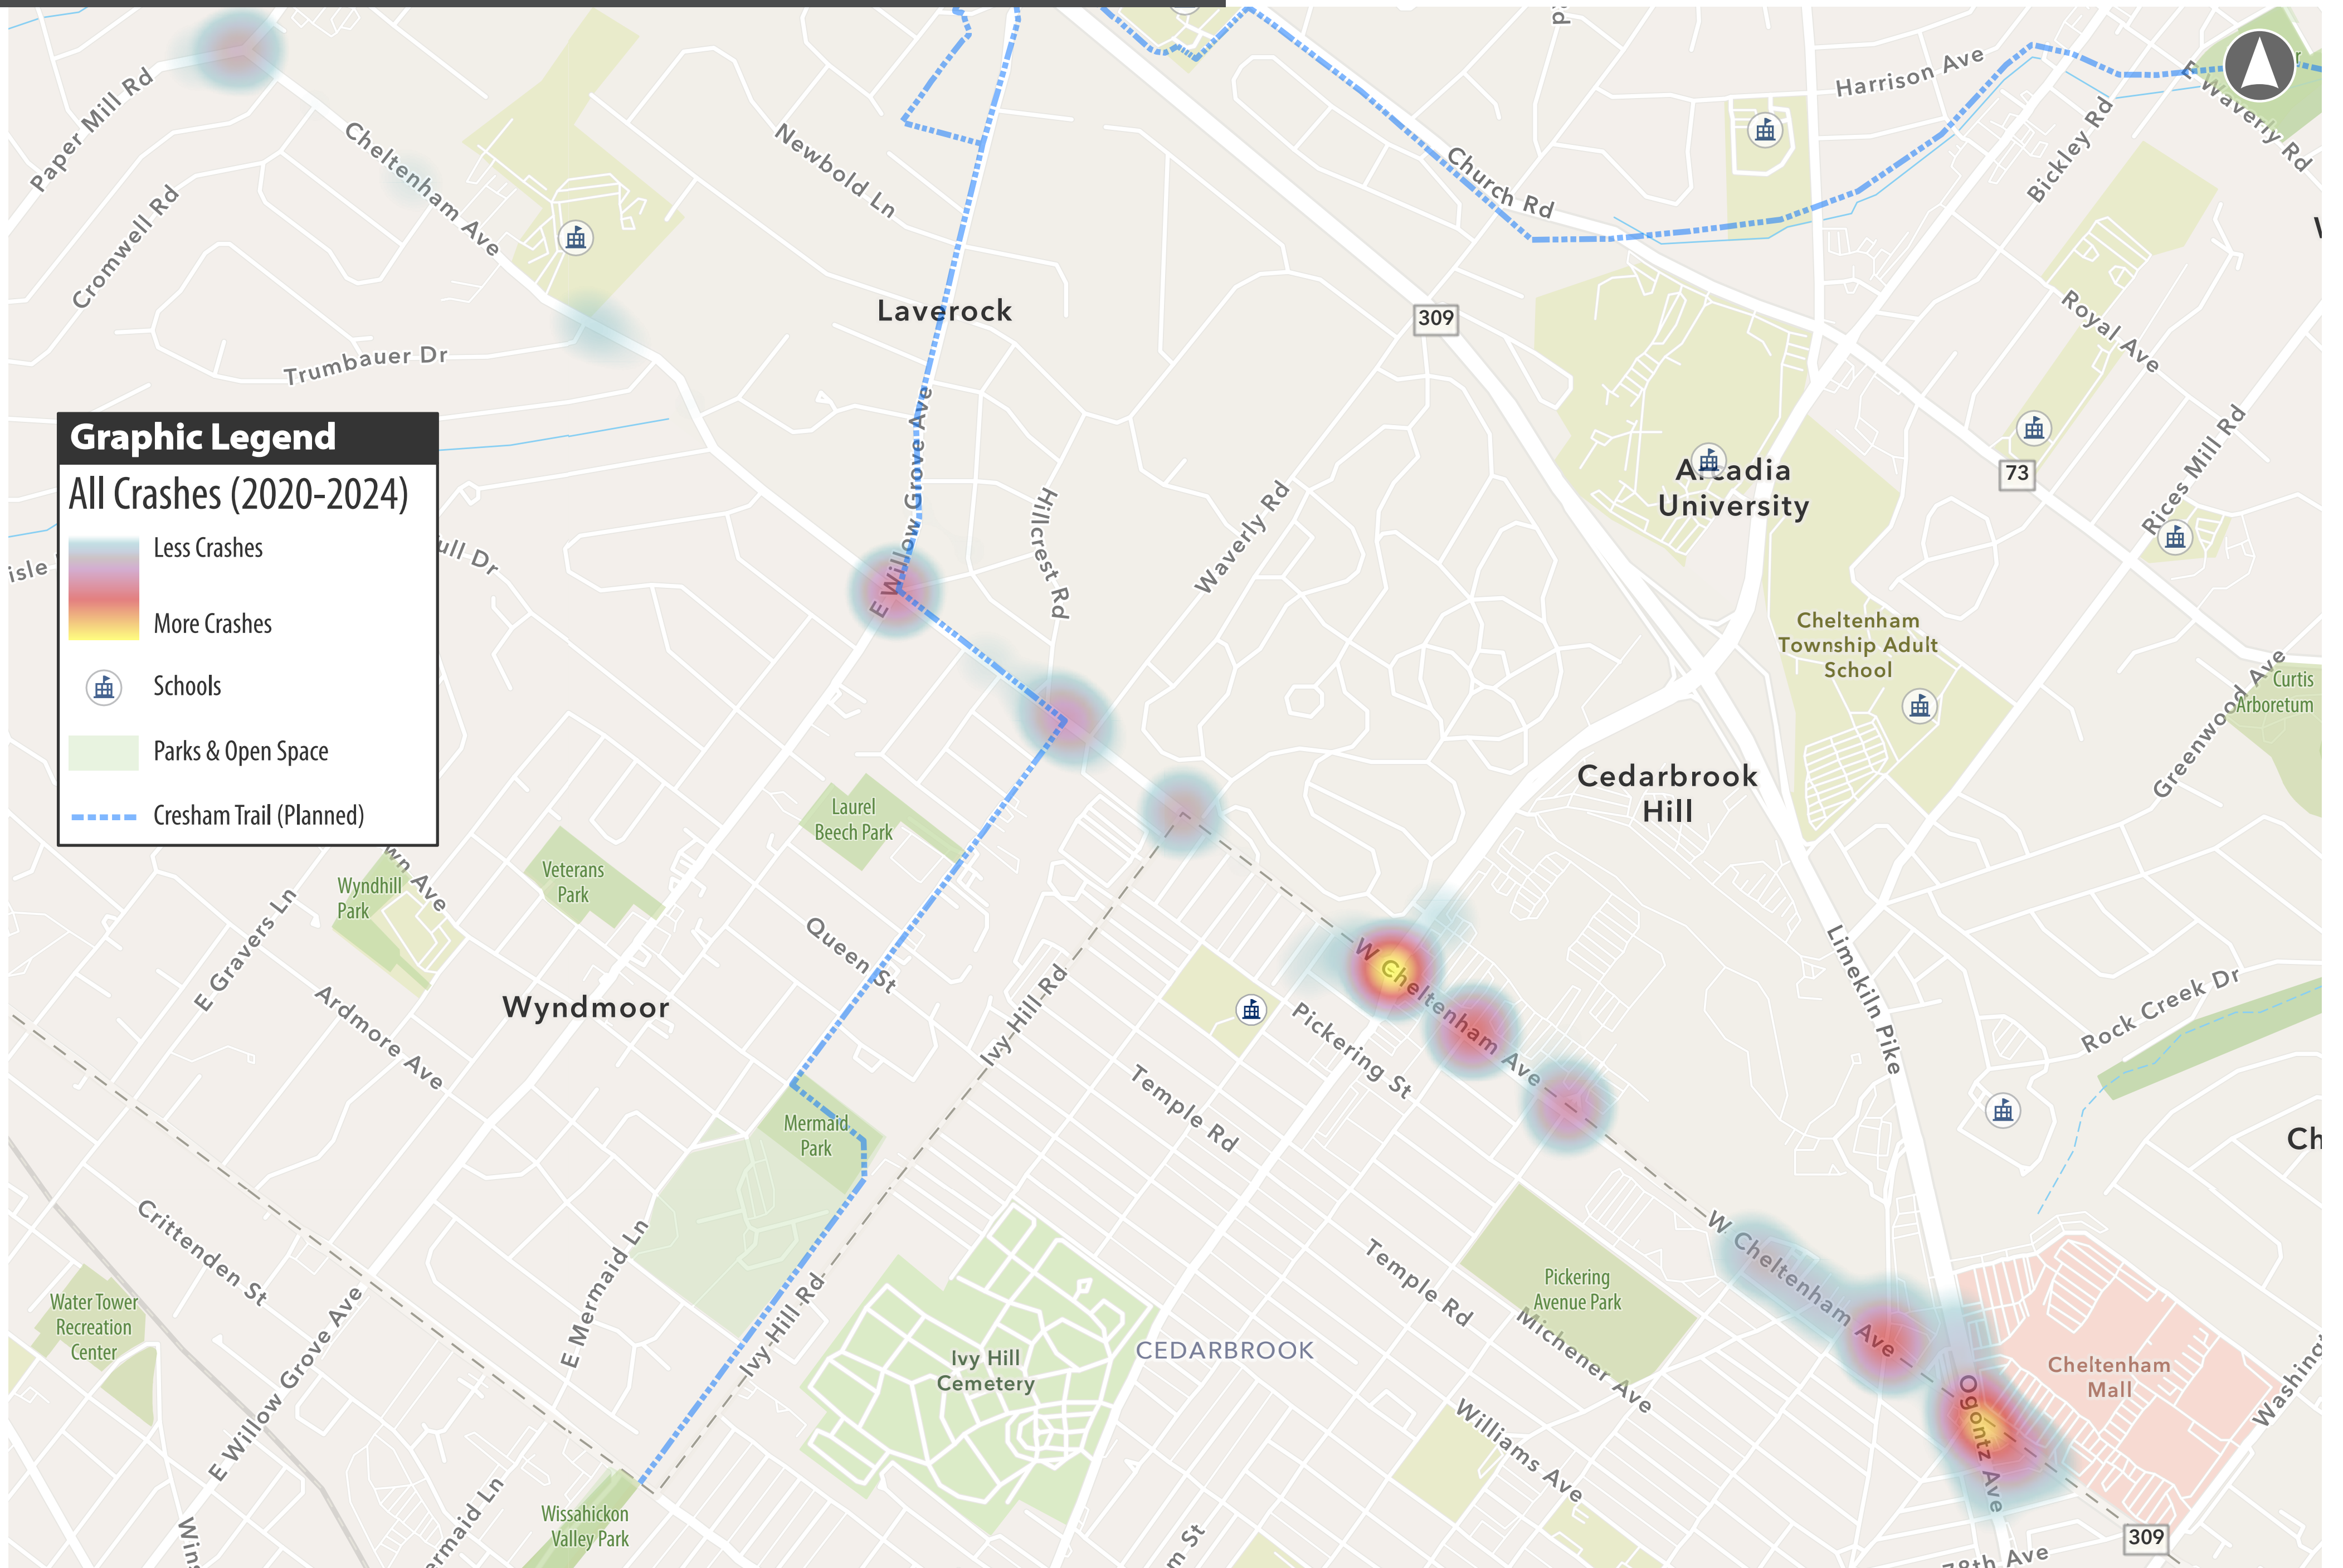 Paper Mill Rd
Cromwell Rd
Cheltenham Ave
Newbold Ln
Church Rd
Harrison Ave
Bickley Rd
E Waverly Rd
Royal Ave
Laverock
309
Trumbauer Dr
Graphic Legend
All Crashes (2020-2024)
Less Crashes
More Crashes
Schools
Parks & Open Space
Cresham Trail (Planned)
E Willow Grove Ave
Hillcrest Rd
Waverly Rd
Arcadia
University
73
Rices Mill Rd
Cheltenham
Township Adult
School
Greenwood Ave
Curtis
Arboretum
Cedarbrook
Hill
Laurel
Beech Park
Veterans
Park
Wyndhill
Park
E Gravers Ln
Ardmore Ave
Wyndmoor
Queen St
Ivy Hill Rd
W Cheltenham Ave
Pickering St
Temple Rd
Limekiln Pike
Rock Creek Dr
Mermaid
Park
Crittenden St
Water Tower
Recreation
Center
E Willow Grove Ave
E Mermaid Ln
Ivy Hill Rd
Ivy Hill
Cemetery
CEDARBROOK
Temple Rd
Pickering
Avenue Park
Michener Ave
Williams Ave
W Cheltenham Ave
Ogontz Ave
Cheltenham
Mall
Wissahickon
Valley Park
309
78th Ave